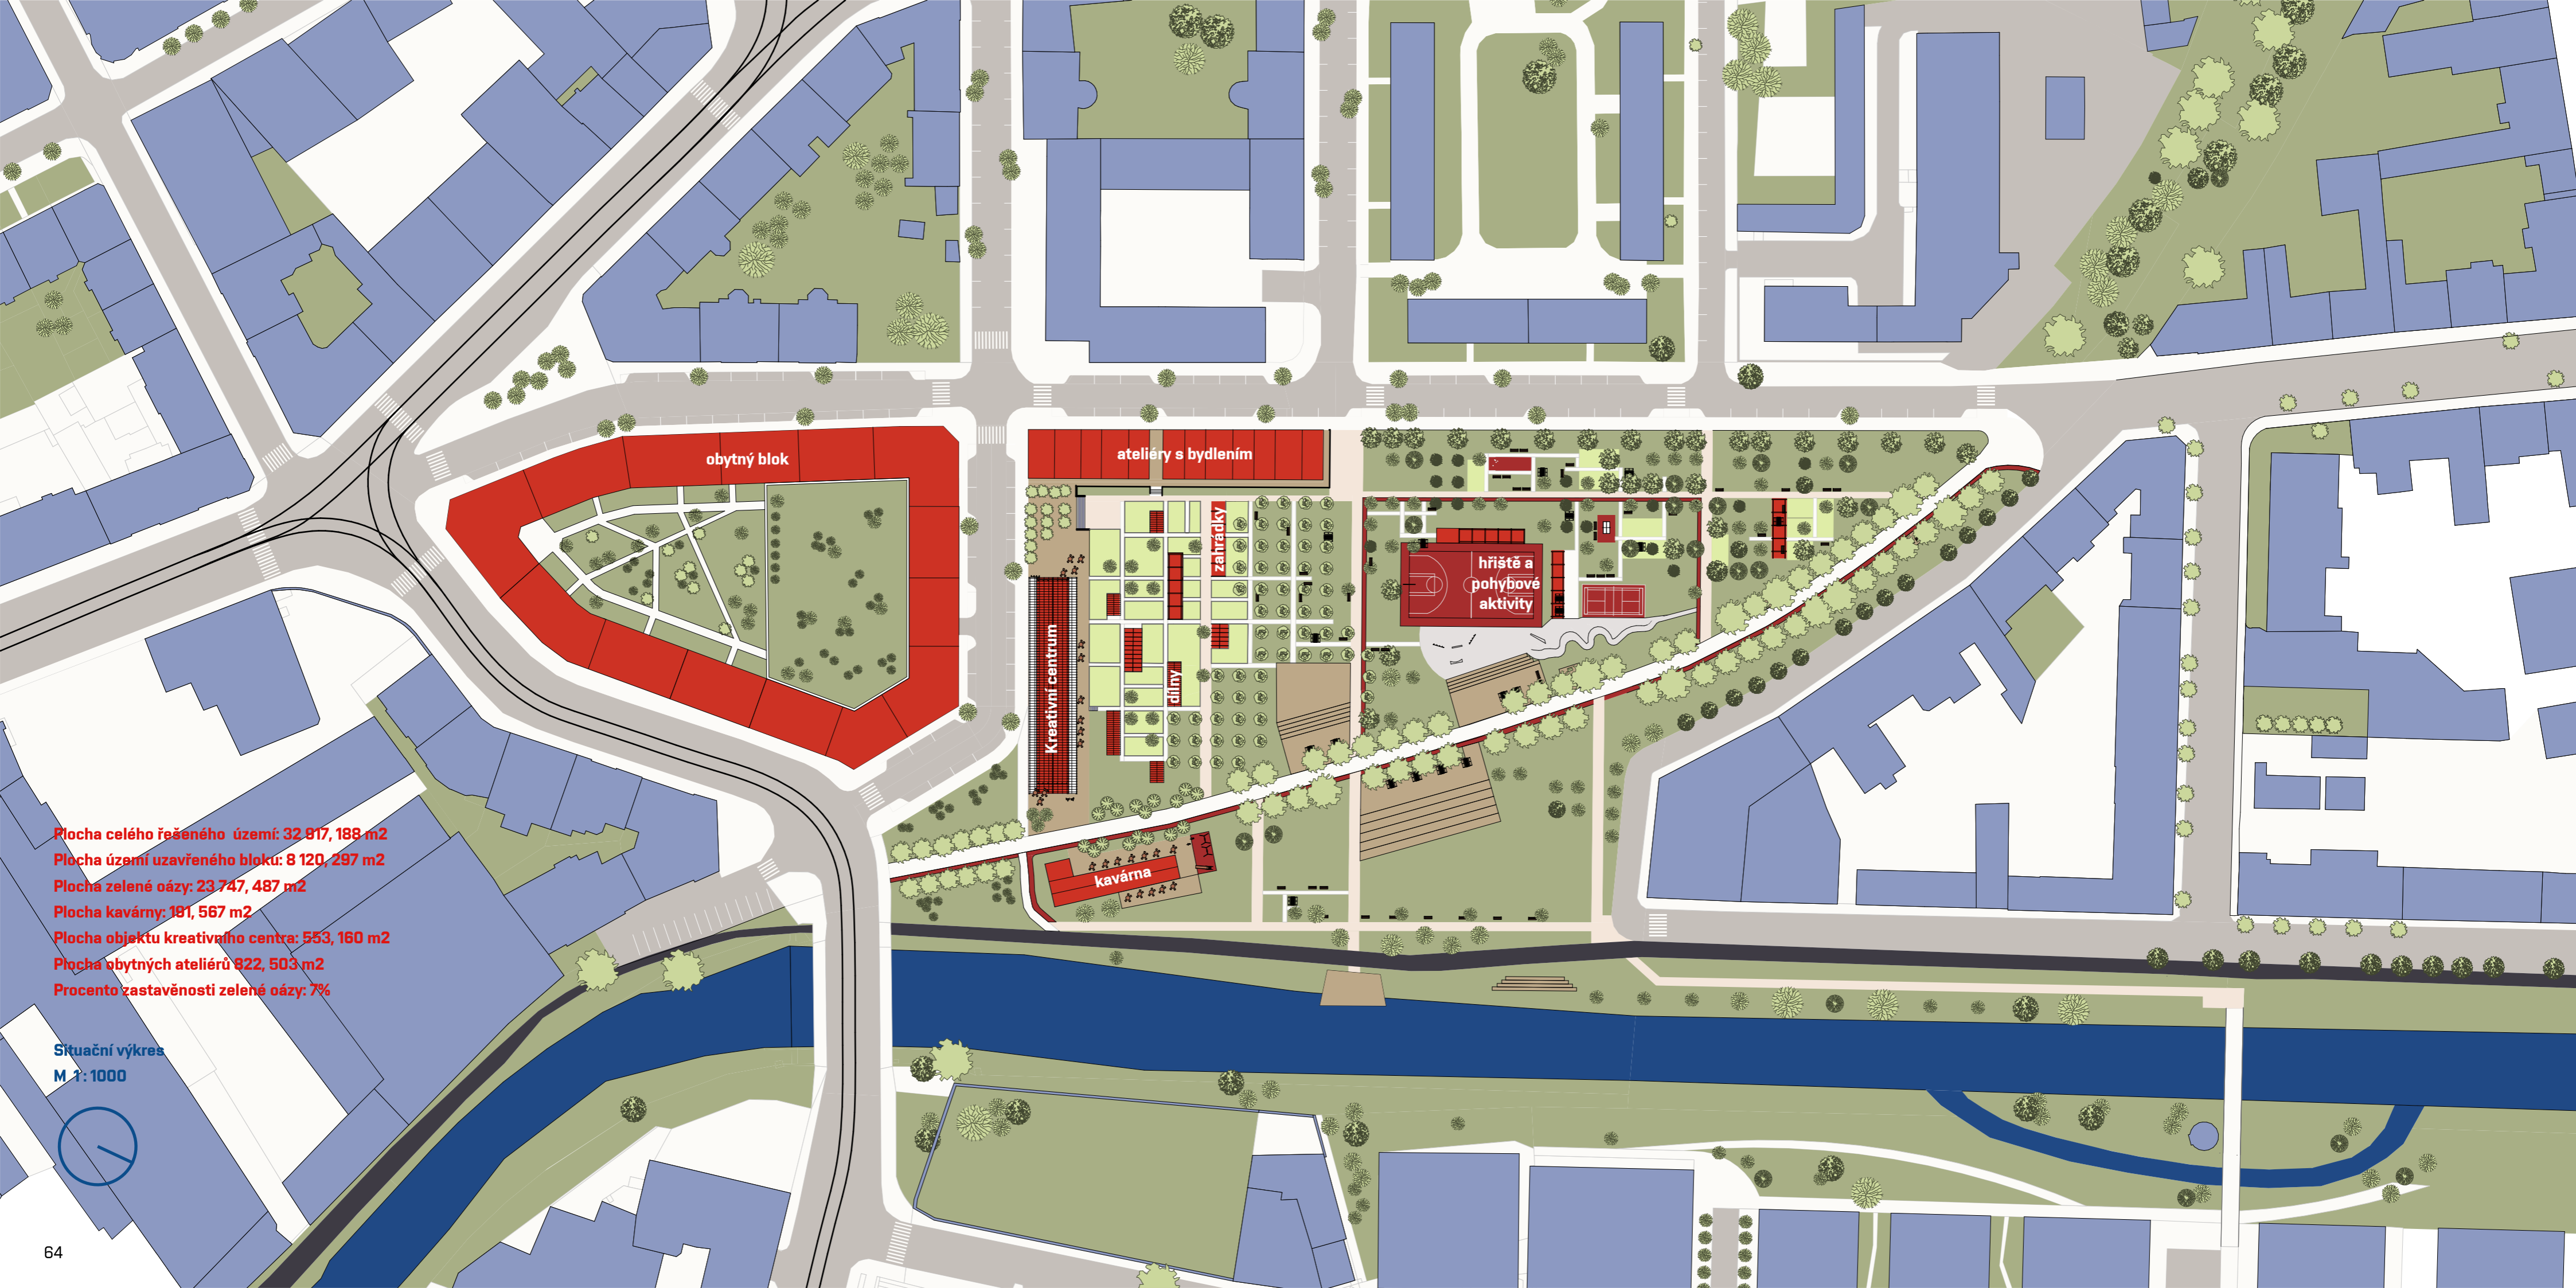 obytný blok
ateliéry s bydlením
zahrádky
hřiště a
pohybové
aktivity
Kreativní centrum
dílny
kavárna
Plocha celého řešeného  území: 32 817, 188 m2
Plocha území uzavřeného bloku: 8 120, 297 m2
Plocha zelené oázy: 23 747, 487 m2
Plocha kavárny: 191, 567 m2
Plocha objektu kreativního centra: 553, 160 m2
Plocha obytných ateliérů 822, 503 m2
Procento zastavěnosti zelené oázy: 7%
Situační výkres
M 1 : 1000
64